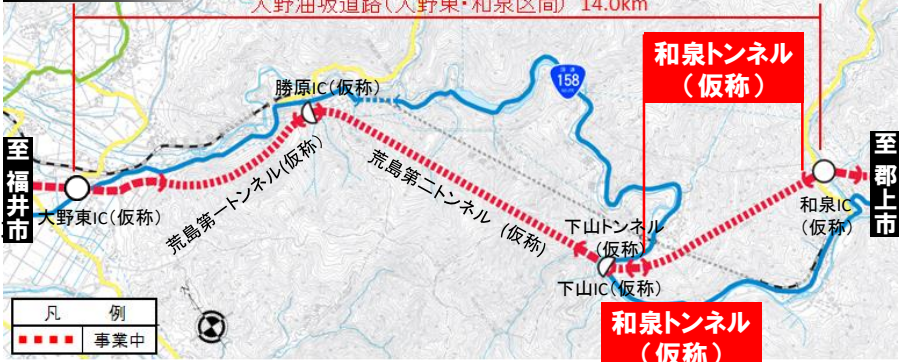 大野油坂道路(大野東・和泉区間) 14.0km
和泉トンネル
(仮称)
158
勝原IC(仮称)
至 福井市
至 郡上市
大野東IC(仮称)
荒島第一トンネル(仮称)
荒島第二トンネル (仮称)
下山トンネル
(仮称)
下山IC(仮称)
和泉IC
(仮称)
凡 例
事業中
和泉トンネル
(仮称)